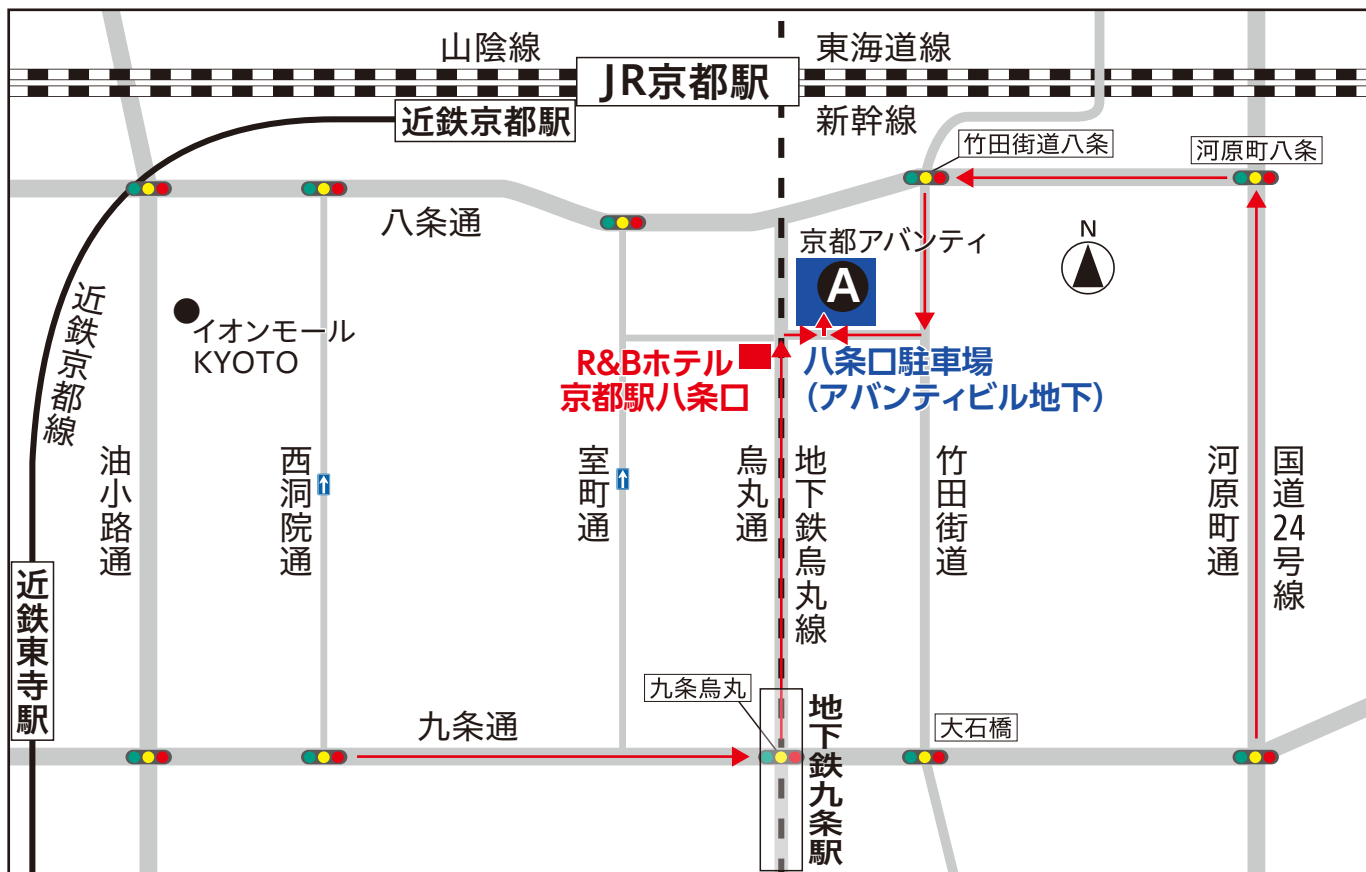 山陰線
JR京都駅
東海道線
近鉄京都駅
新幹線
竹田街道八条
河原町八条
八条通
京都アバンティ
A
N
近鉄京都線
イオンモール
KYOTO
R&Bホテル
京都駅八条口
八条口駐車場
(アバンティビル地下)
油小路通
西洞院通
室町通
烏丸通
地下鉄烏丸線
竹田街道
河原町通
国道24号線
近鉄東寺駅
九条烏丸
九条通
地下鉄九条駅
大石橋